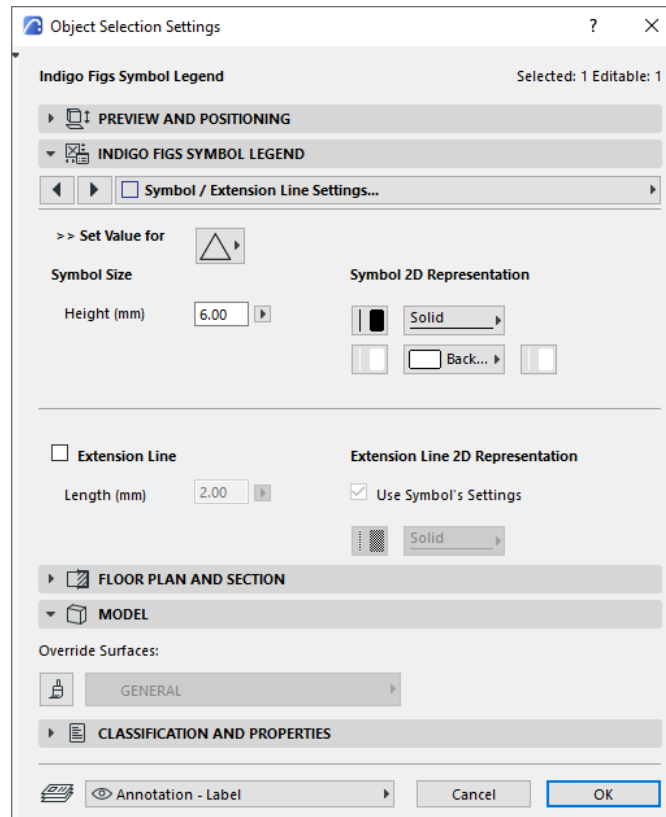 Object Selection Settings ?
Indigo Figs Symbol Legend Selected: 1 Editable: 1
PREVIEW AND POSITIONING
INDIGO FIGS SYMBOL LEGEND
Symbol / Extension Line Settings...
>> Set Value for
Symbol Size Symbol 2D Representation
Height (mm) 6.00 Solid
Back...
Extension Line Extension Line 2D Representation
Length (mm) 2.00 Use Symbol's Settings
Solid
FLOOR PLAN AND SECTION
MODEL
Override Surfaces:
GENERAL
CLASSIFICATION AND PROPERTIES
Annotation - Label Cancel OK